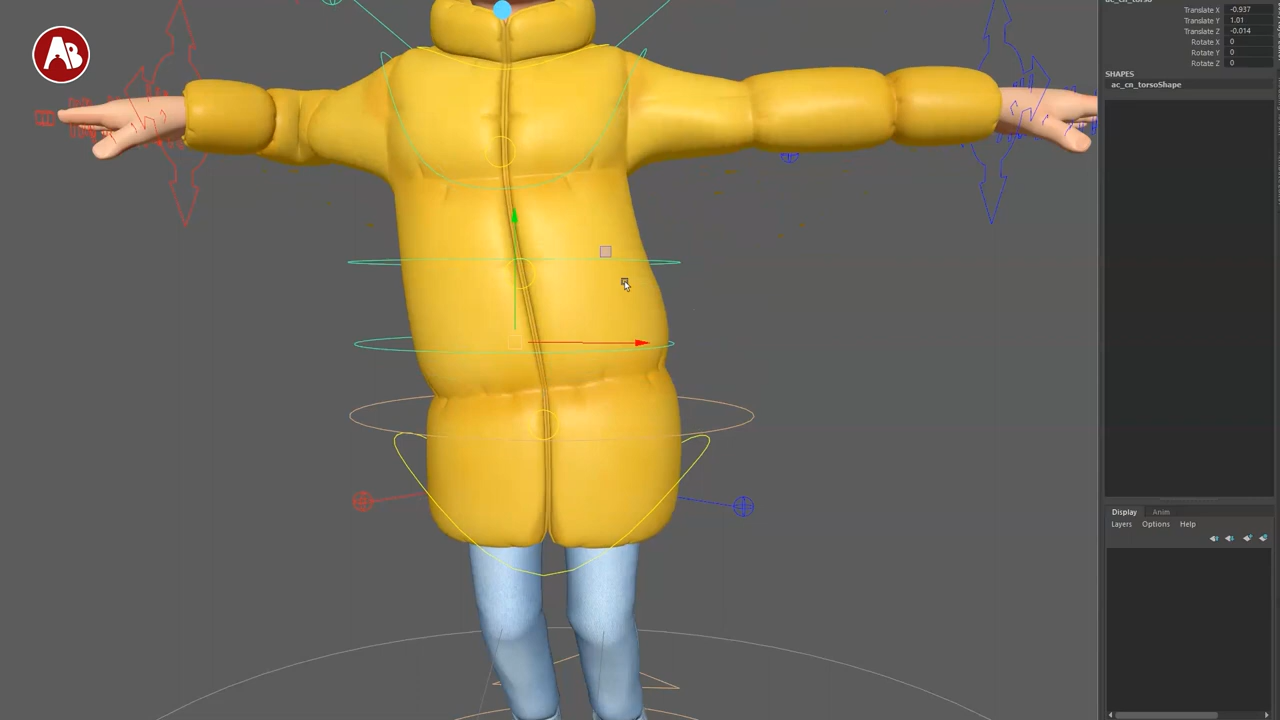 AB
ac_cn_torso
Translate X -0.937
Translate Y 1.01
Translate Z -0.014
Rotate X 0
Rotate Y 0
Rotate Z 0
SHAPES
ac_cn_torsoShape
Display Anim
Layers Options Help